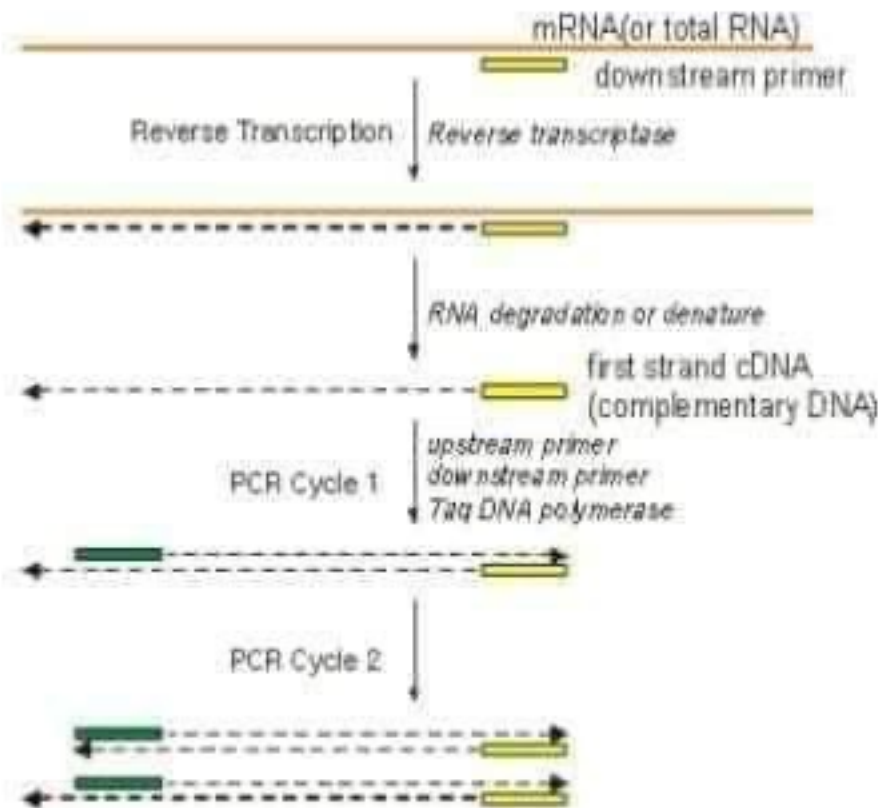 mRNA(or total RNA)
downstream primer
Reverse Transcription
Reverse transcriptase
RNA degradation or denature
first strand cDNA
(complementary DNA)
upstream primer
downstream primer
Taq DNA polymerase
PCR Cycle 1
PCR Cycle 2